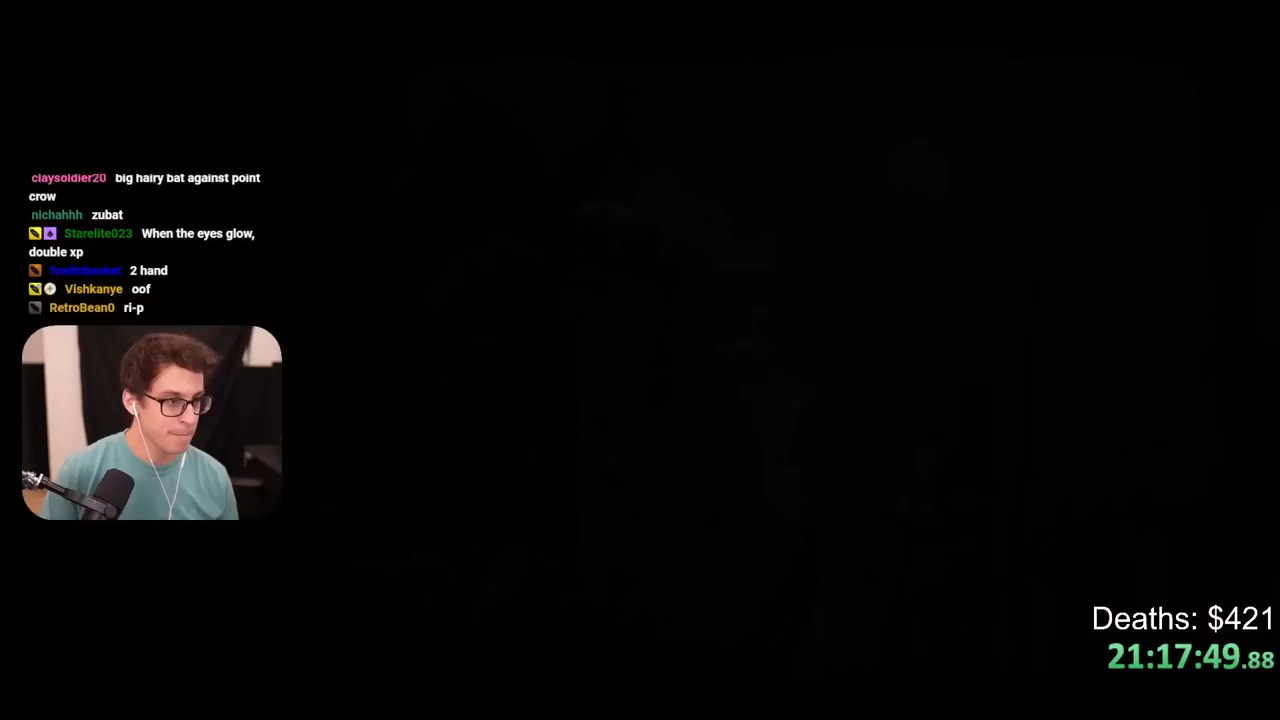 claysoldier20 big hairy bat against point
crow
nichahhh zubat
Starelite023 When the eyes glow,
double xp
2 hand
Vishkanye oof
RetroBean0 ri-p
Deaths: $421
21:17:49.88